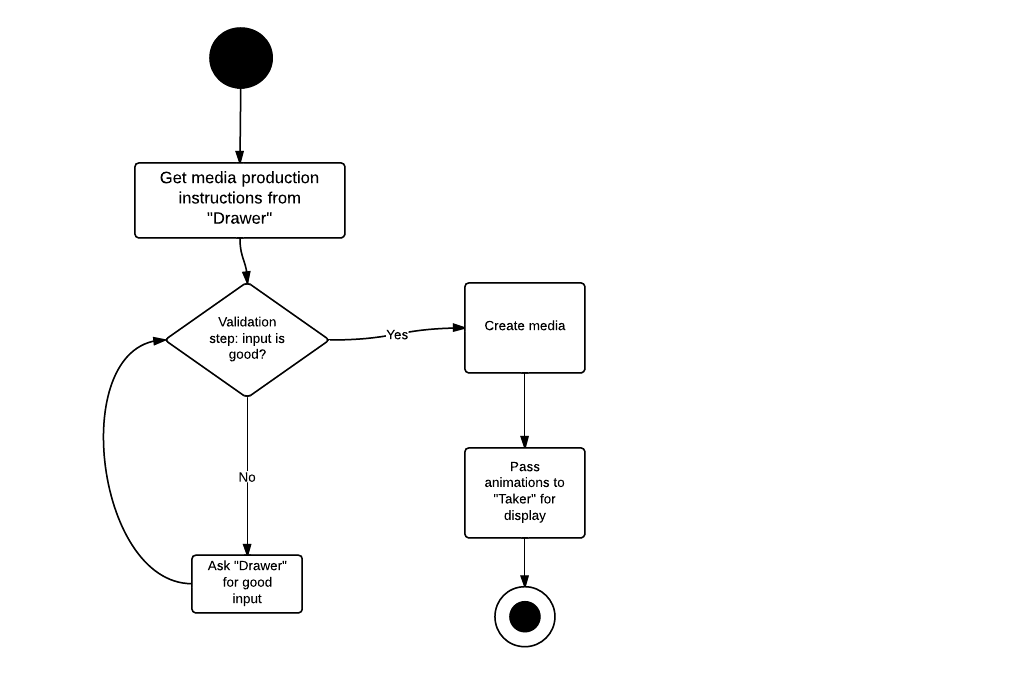 Get media production
instructions from
"Drawer"
Validation
step: input is
good?
Yes
Create media
No
Pass
animations to
"Taker" for
display
Ask "Drawer"
for good
input